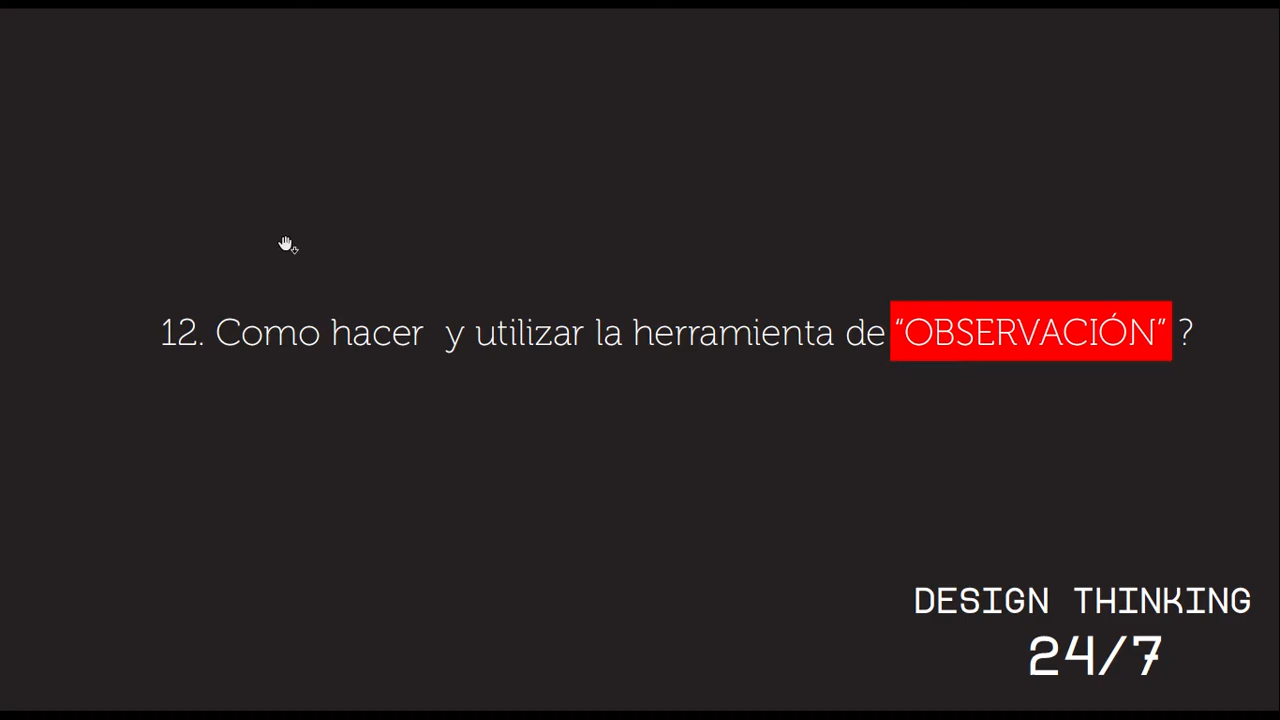 12. Como hacer  y utilizar la herramienta de “OBSERVACIÓN” ?
DESIGN THINKING
24/7